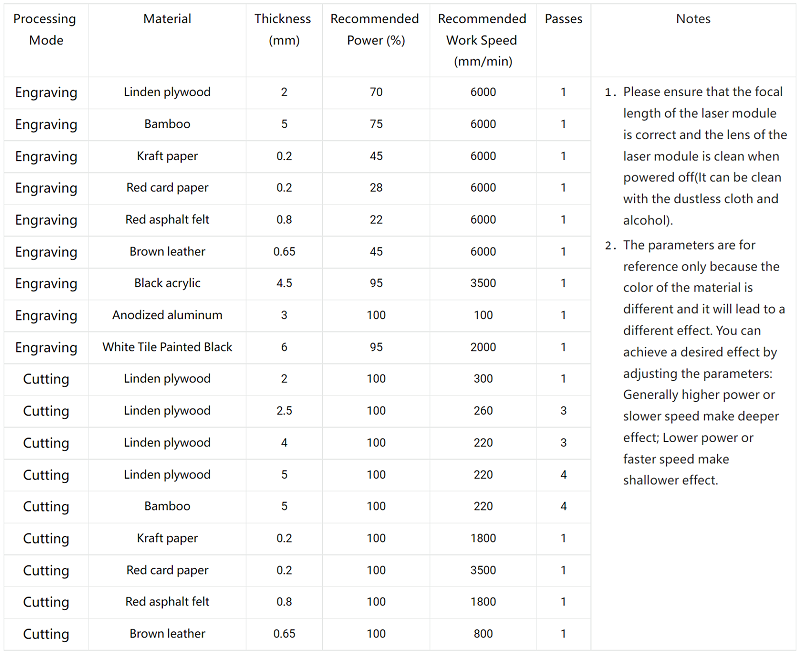 Processing Mode Material Thickness (mm) Recommended Power (%) Recommended Work Speed (mm/min) Passes Notes
Engraving Linden plywood 2 70 6000 1
Engraving Bamboo 5 75 6000 1
Engraving Kraft paper 0.2 45 6000 1
Engraving Red card paper 0.2 28 6000 1
Engraving Red asphalt felt 0.8 22 6000 1
Engraving Brown leather 0.65 45 6000 1
Engraving Black acrylic 4.5 95 3500 1
Engraving Anodized aluminum 3 100 100 1
Engraving White Tile Painted Black 6 95 2000 1
Cutting Linden plywood 2 100 300 1
Cutting Linden plywood 2.5 100 260 3
Cutting Linden plywood 4 100 220 3
Cutting Linden plywood 5 100 220 4
Cutting Bamboo 5 100 220 4
Cutting Kraft paper 0.2 100 1800 1
Cutting Red card paper 0.2 100 3500 1
Cutting Red asphalt felt 0.8 100 1800 1
Cutting Brown leather 0.65 100 800 1
1. Please ensure that the focal
length of the laser module
is correct and the lens of the
laser module is clean when
powered off(It can be clean
with the dustless cloth and
alcohol).
2. The parameters are for
reference only because the
color of the material is
different and it will lead to a
different effect. You can
achieve a desired effect by
adjusting the parameters:
Generally higher power or
slower speed make deeper
effect; Lower power or
faster speed make
shallower effect.